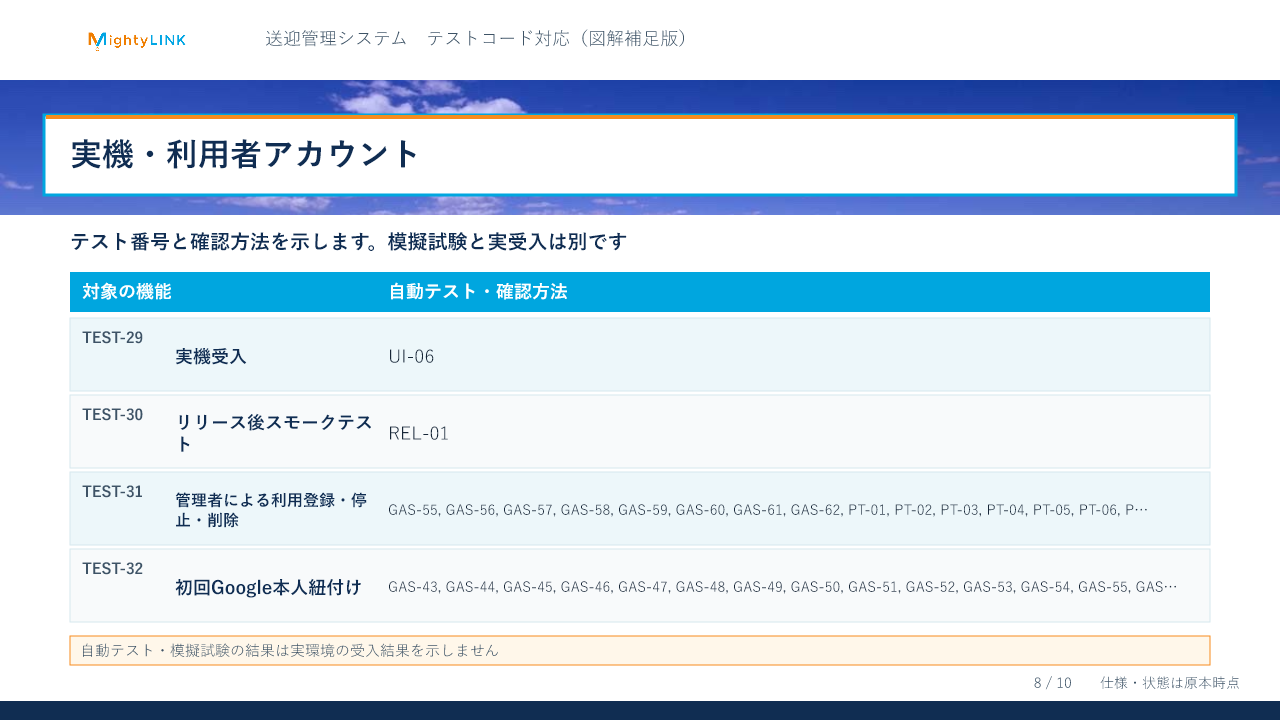 MightyLINK
送迎管理システム　テストコード対応（図解補足版）
実機・利用者アカウント
テスト番号と確認方法を示します。模擬試験と実受入は別です
対象の機能　自動テスト・確認方法
TEST-29
実機受入　UI-06
TEST-30
リリース後スモークテス
ト
REL-01
TEST-31
管理者による利用登録・停
止・削除
GAS-55, GAS-56, GAS-57, GAS-58, GAS-59, GAS-60, GAS-61, GAS-62, PT-01, PT-02, PT-03, PT-04, PT-05, PT-06, P…
TEST-32
初回Google本人紐付け　GAS-43, GAS-44, GAS-45, GAS-46, GAS-47, GAS-48, GAS-49, GAS-50, GAS-51, GAS-52, GAS-53, GAS-54, GAS-55, GAS…
自動テスト・模擬試験の結果は実環境の受入結果を示しません
8 / 10　仕様・状態は原本時点